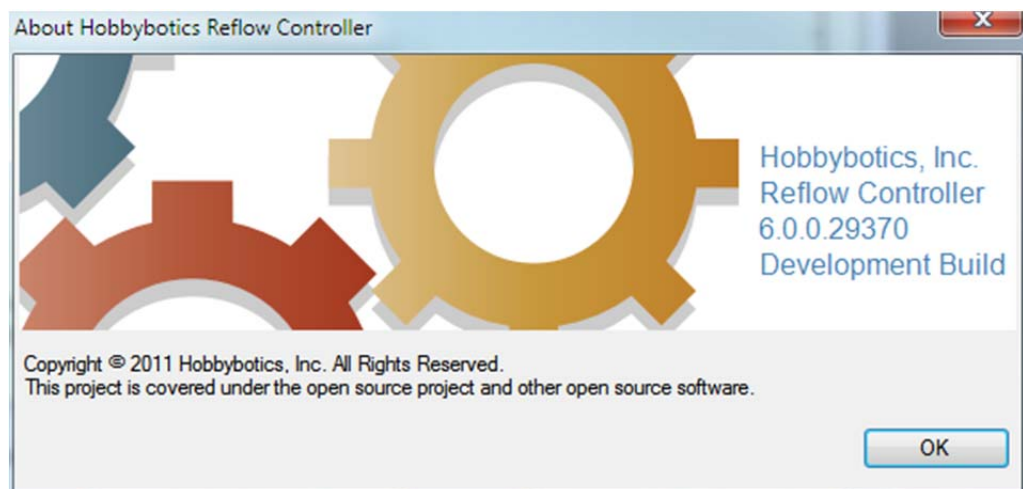 About Hobbybotics Reflow Controller
Hobbybotics, Inc.
Reflow Controller
6.0.0.29370
Development Build
Copyright © 2011 Hobbybotics, Inc. All Rights Reserved.
This project is covered under the open source project and other open source software.
OK